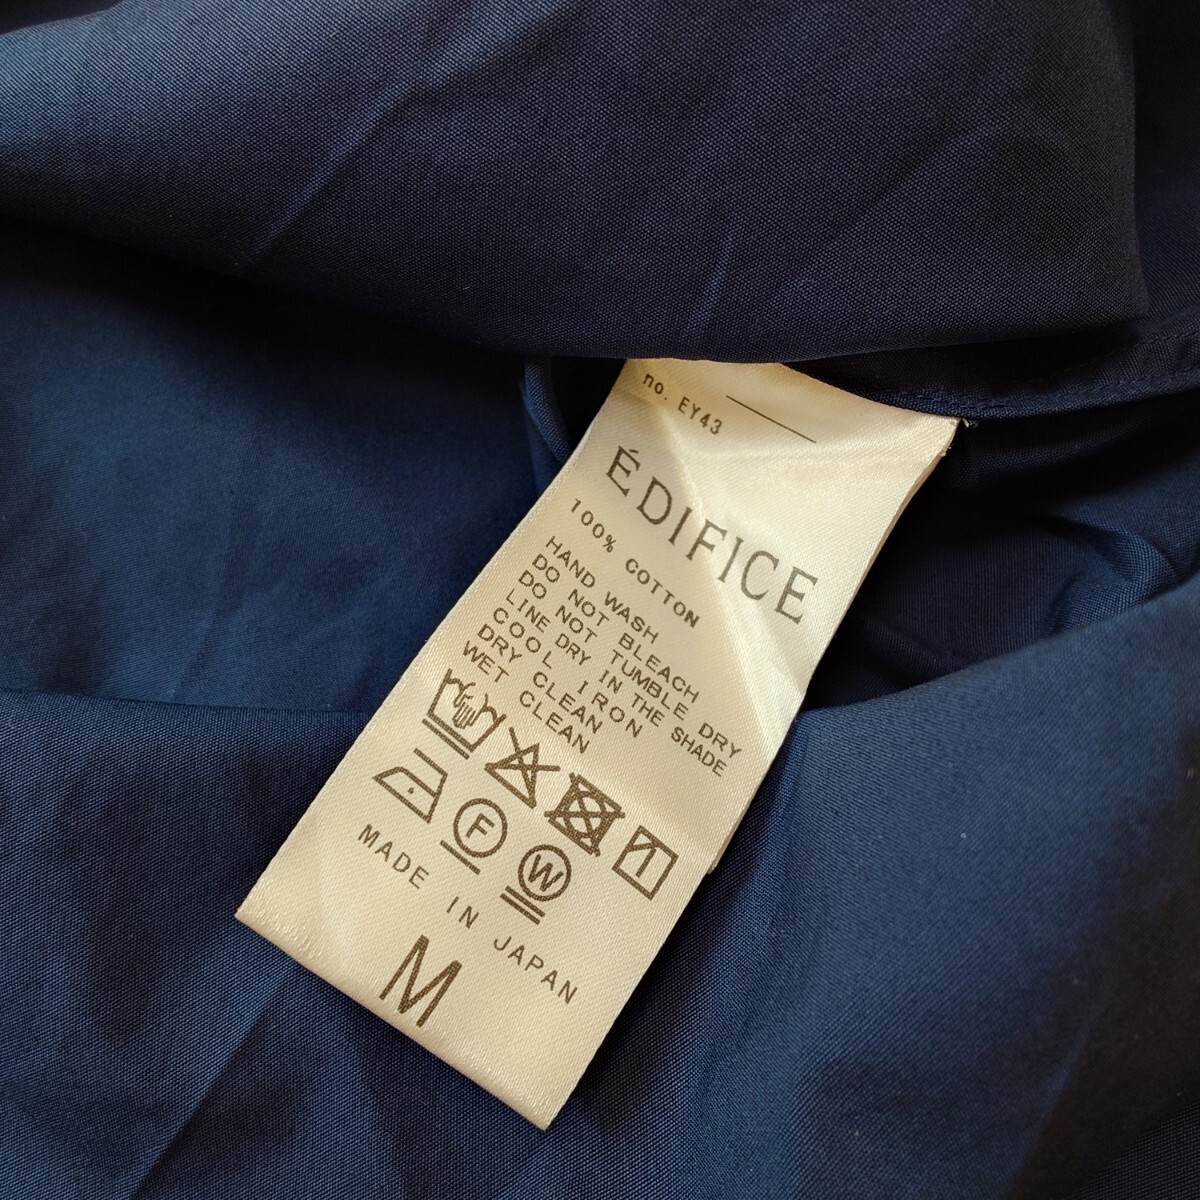 no. EY43
ÉDIFICE
100% COTTON
HAND WASH
DO NOT BLEACH
DO NOT TUMBLE DRY
LINE DRY IN THE SHADE
COOL IRON
DRY CLEAN
WET CLEAN
F
W
MADE IN JAPAN
M